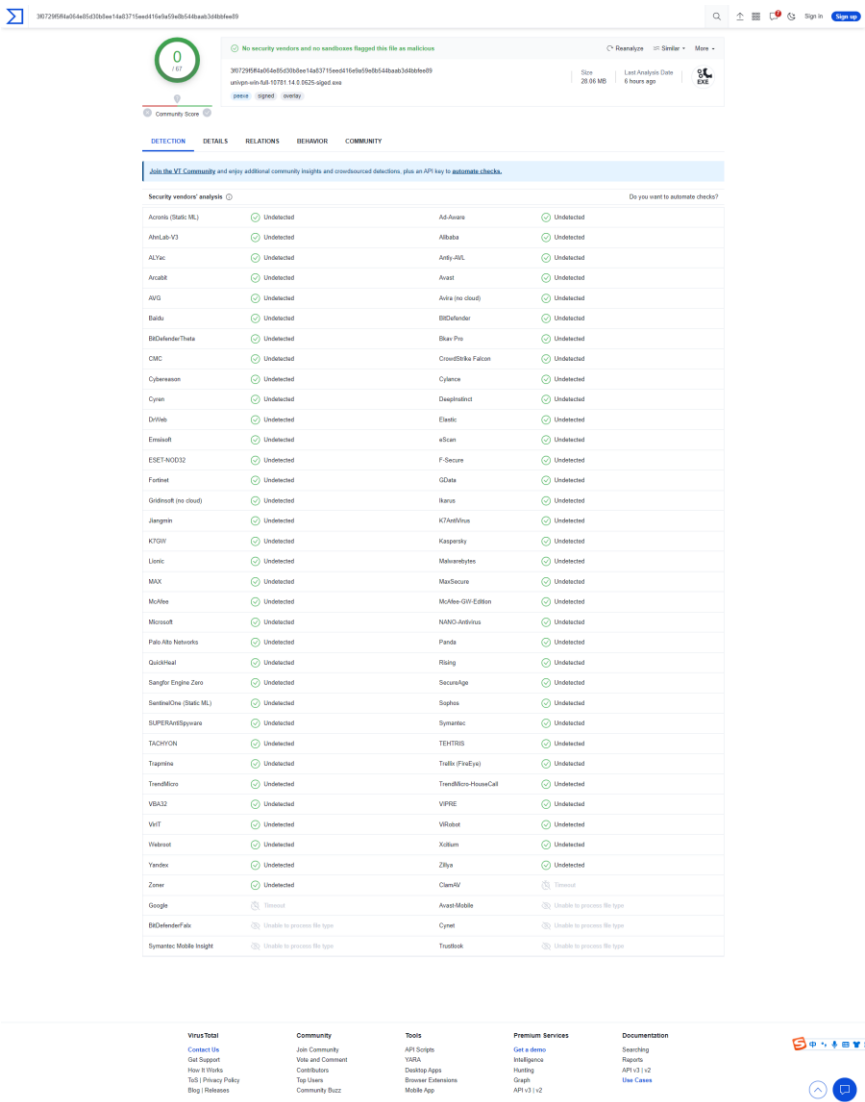 Sign in Sign up
No security vendors and no sandboxes flagged this file as malicious
Reanalyze Similar More
0
/ 67
univpn-win-full-10781.14.0.0625-siged.exe
Size
28.06 MB
Last Analysis Date
6 hours ago
EXE
peexe signed overlay
Community Score
DETECTION DETAILS RELATIONS BEHAVIOR COMMUNITY
Join the VT Community and enjoy additional community insights and crowdsourced detections, plus an API key to automate checks.
Security vendors' analysis Do you want to automate checks?
Acronis (Static ML) Undetected Ad-Aware Undetected
AhnLab-V3 Undetected Alibaba Undetected
ALYac Undetected Antiy-AVL Undetected
Arcabit Undetected Avast Undetected
AVG Undetected Avira (no cloud) Undetected
Baidu Undetected BitDefender Undetected
BitDefenderTheta Undetected Bkav Pro Undetected
CMC Undetected CrowdStrike Falcon Undetected
Cybereason Undetected Cylance Undetected
Cyren Undetected DeepInstinct Undetected
DrWeb Undetected Elastic Undetected
Emsisoft Undetected eScan Undetected
ESET-NOD32 Undetected F-Secure Undetected
Fortinet Undetected GData Undetected
Gridinsoft (no cloud) Undetected Ikarus Undetected
Jiangmin Undetected K7AntiVirus Undetected
K7GW Undetected Kaspersky Undetected
Lionic Undetected Malwarebytes Undetected
MAX Undetected MaxSecure Undetected
McAfee Undetected McAfee-GW-Edition Undetected
Microsoft Undetected NANO-Antivirus Undetected
Palo Alto Networks Undetected Panda Undetected
QuickHeal Undetected Rising Undetected
Sangfor Engine Zero Undetected SecureAge Undetected
SentinelOne (Static ML) Undetected Sophos Undetected
SUPERAntiSpyware Undetected Symantec Undetected
TACHYON Undetected TEHTRIS Undetected
Trapmine Undetected Trellix (FireEye) Undetected
TrendMicro Undetected TrendMicro-HouseCall Undetected
VBA32 Undetected VIPRE Undetected
VirIT Undetected ViRobot Undetected
Webroot Undetected Xcitium Undetected
Yandex Undetected Zillya Undetected
Zoner Undetected ClamAV Timeout
Google Timeout Avast-Mobile Unable to process file type
BitDefenderFalx Unable to process file type Cynet Unable to process file type
Symantec Mobile Insight Unable to process file type Trustlook Unable to process file type
VirusTotal Community Tools Premium Services Documentation
Contact Us Join Community API Scripts Get a demo Searching
Get Support Vote and Comment YARA Intelligence Reports
How It Works Contributors Desktop Apps Hunting API v3 | v2
ToS | Privacy Policy Top Users Browser Extensions Graph Use Cases
Blog | Releases Community Buzz Mobile App API v3 | v2
中